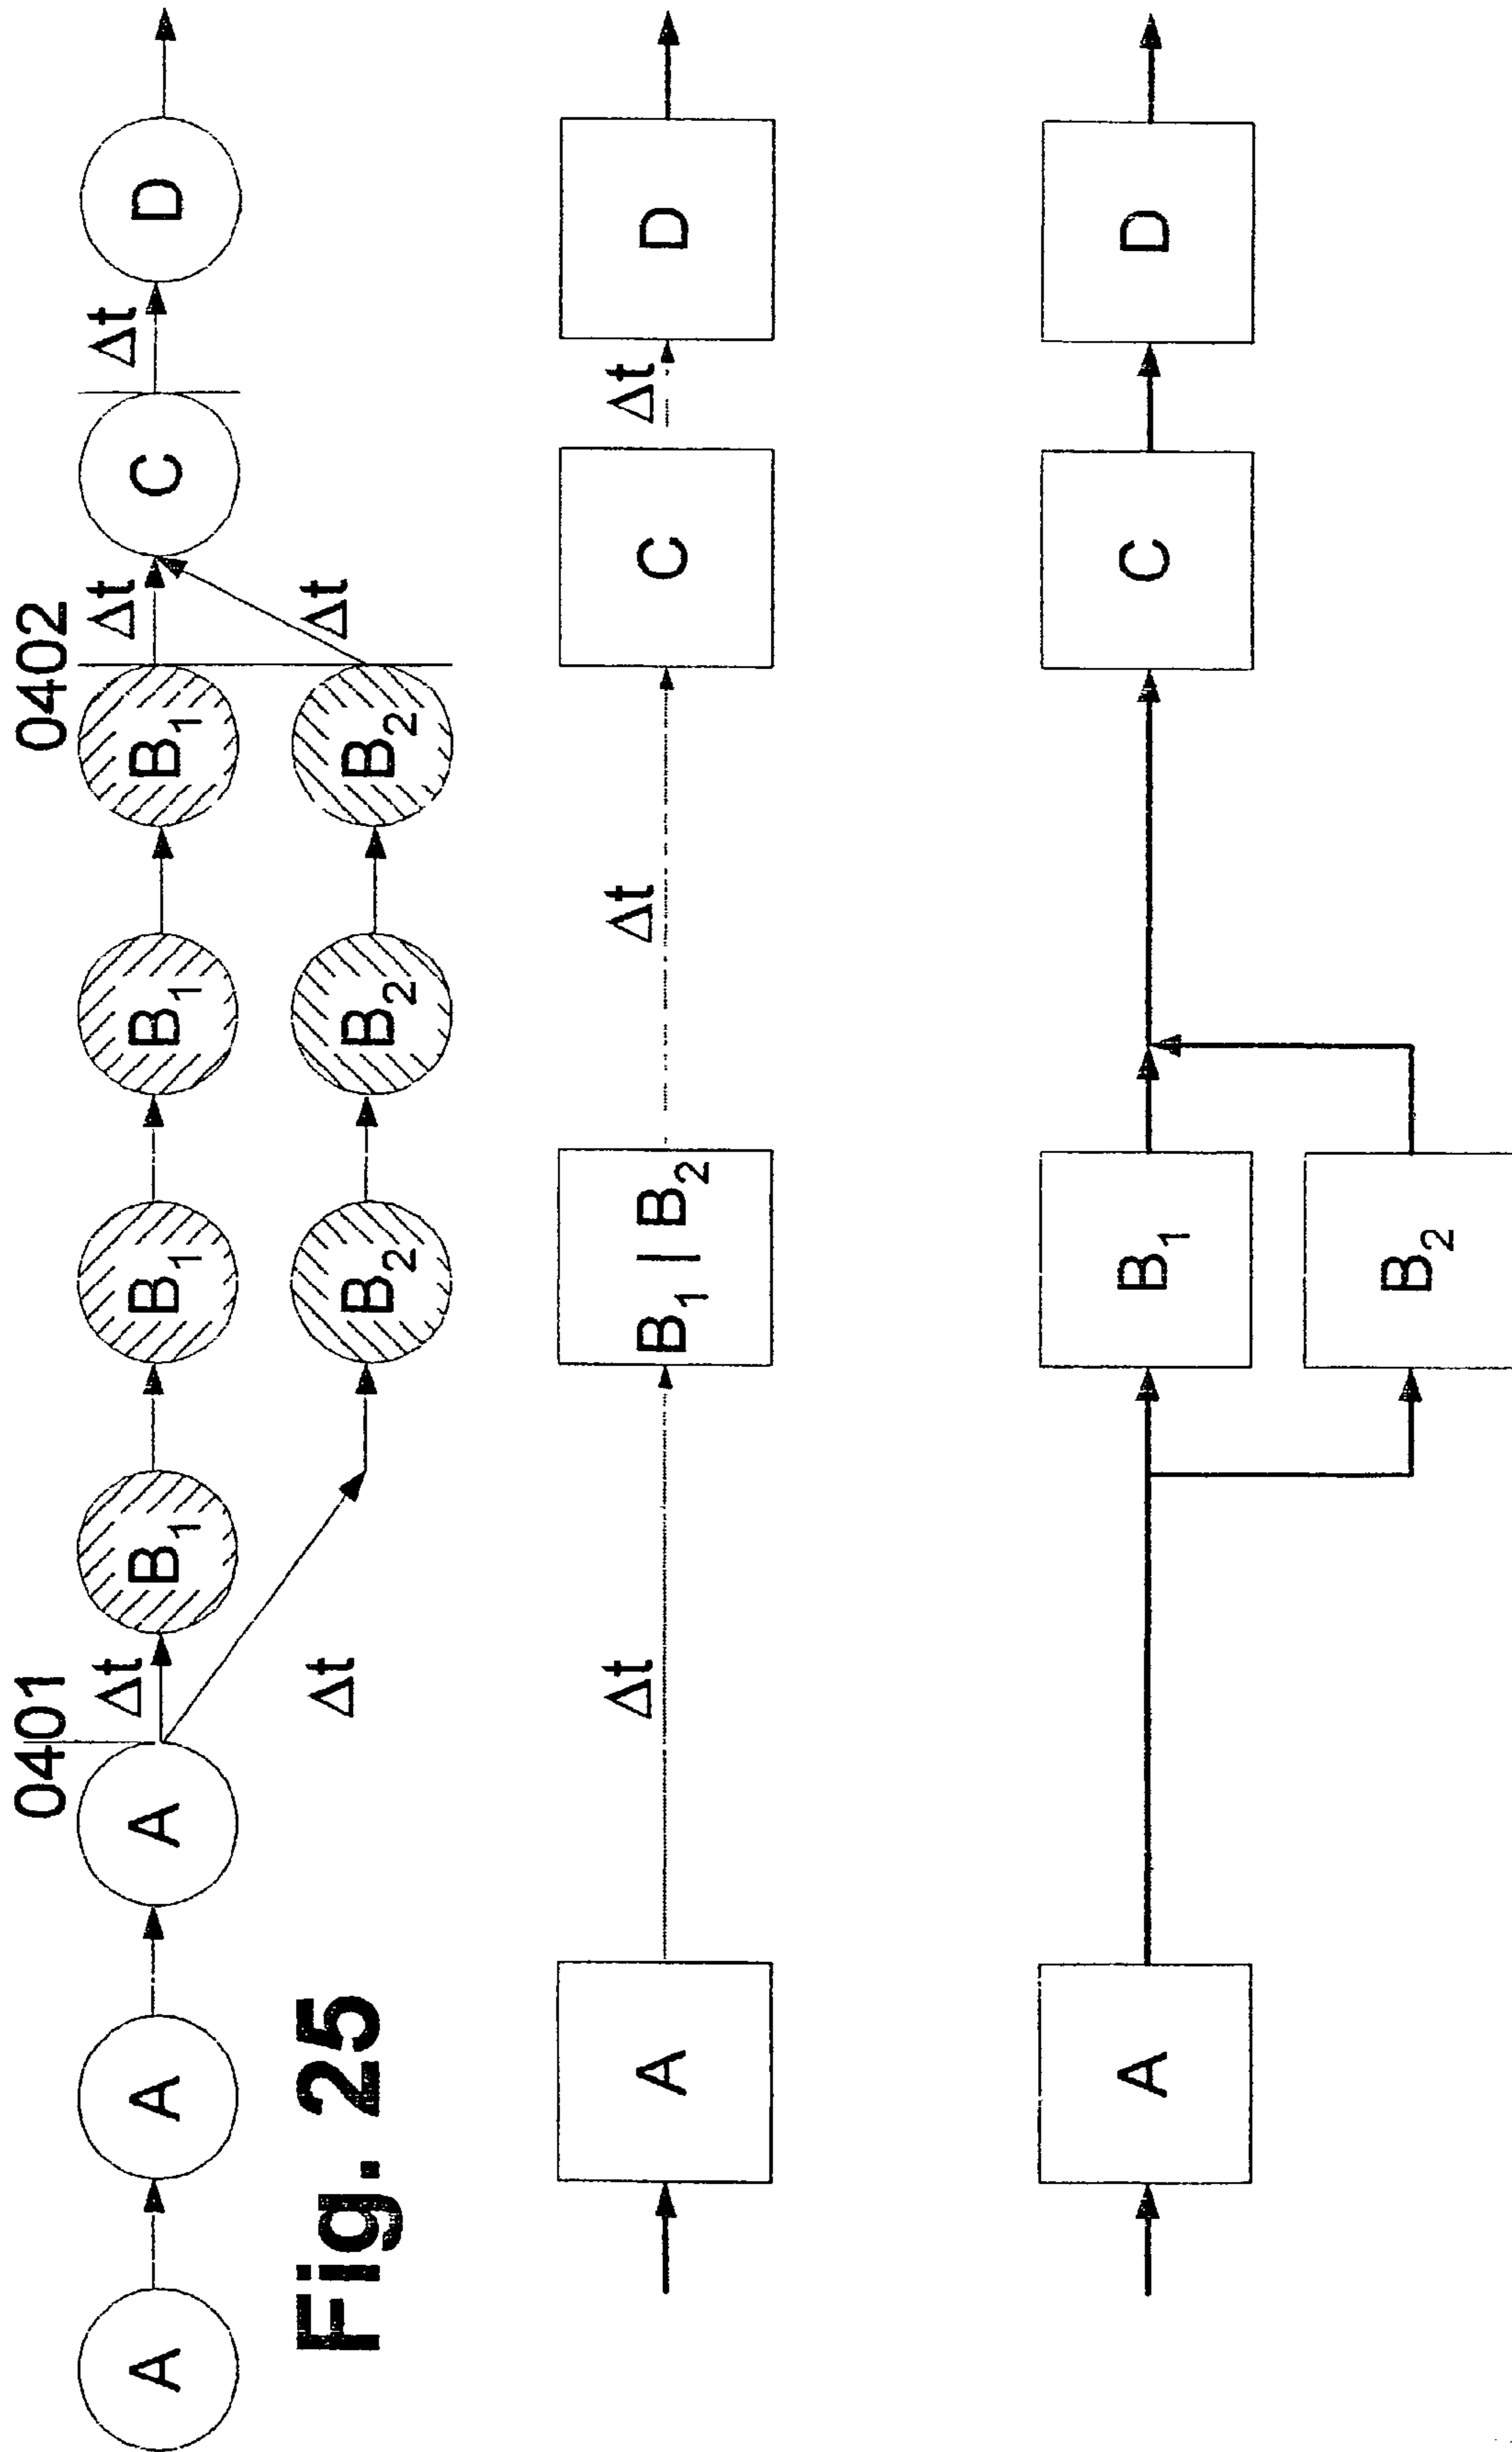 0401 0402
A A A Δt B₁ B₁ B₁ B₁ Δt C Δt D
Δt B₂ B₂ B₂ Δt
Fig. 25
A Δt B₁ | B₂ Δt C Δt D
A B₁ C D
B₂